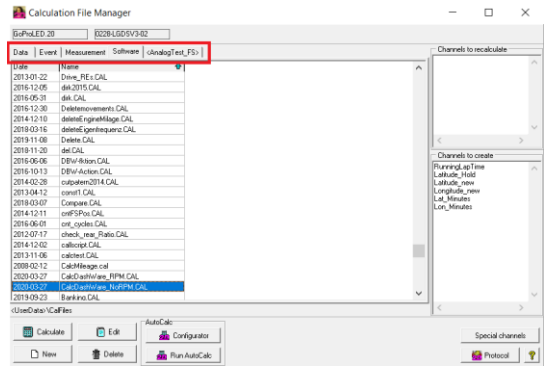 Calculation File Manager
GoProLED.20 0228-LGDSV3-02
Data Event Measurement Software <AnalogTest_FS>
Date Name
2013-01-22 Drive_REs.CAL
2016-12-05 dirk2015.CAL
2016-05-31 dirk.CAL
2016-12-30 Deletemovements.CAL
2014-12-10 deleteEngineMilage.CAL
2018-03-16 deleteEigenfrequenz.CAL
2019-11-08 Delete.CAL
2018-11-20 del.CAL
2016-06-06 DBW-fktion.CAL
2016-10-13 DBW-Action.CAL
2014-02-28 cutpatern2014.CAL
2013-04-12 const1.CAL
2018-03-07 Compare.CAL
2014-12-11 cntFSPos.CAL
2016-06-01 cnt_cycles.CAL
2012-07-17 check_rear_Ratio.CAL
2014-12-02 callscript.CAL
2013-11-06 calctest.CAL
2008-02-12 CalcMileage.cal
2020-03-27 CalcDashWare_RPM.CAL
2020-03-27 CalcDashWare_NoRPM.CAL
2019-09-23 Banking.CAL
<UserData>\CalFiles
Channels to recalculate
Channels to create
RunningLapTime
Latitude_Hold
Latitude_new
Longitude_new
Lat_Minutes
Lon_Minutes
Calculate Edit
New Delete
AutoCalc
Configurator
Run AutoCalc
Special channels
Protocol ?